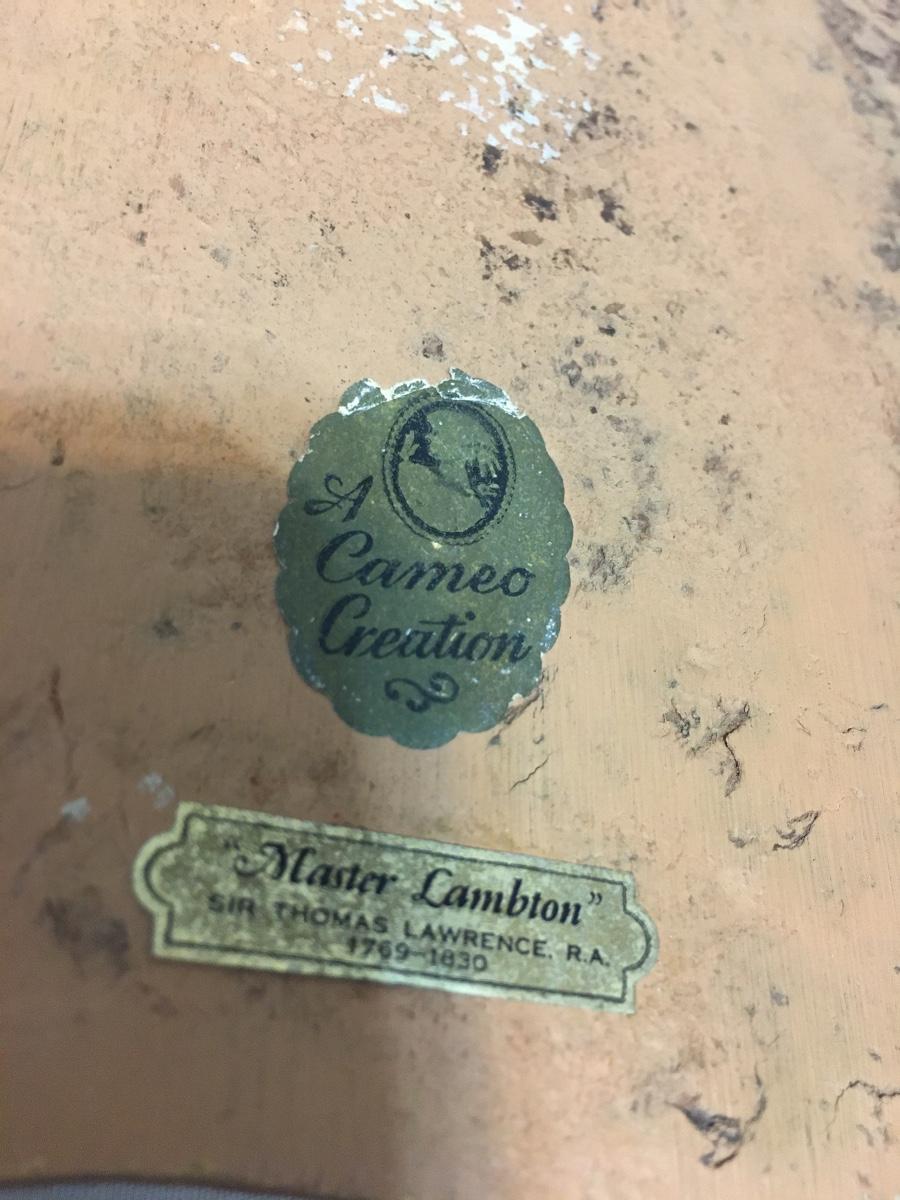 A
Cameo
Creation
"Master Lambton"
SIR THOMAS LAWRENCE, R.A.
1769–1830